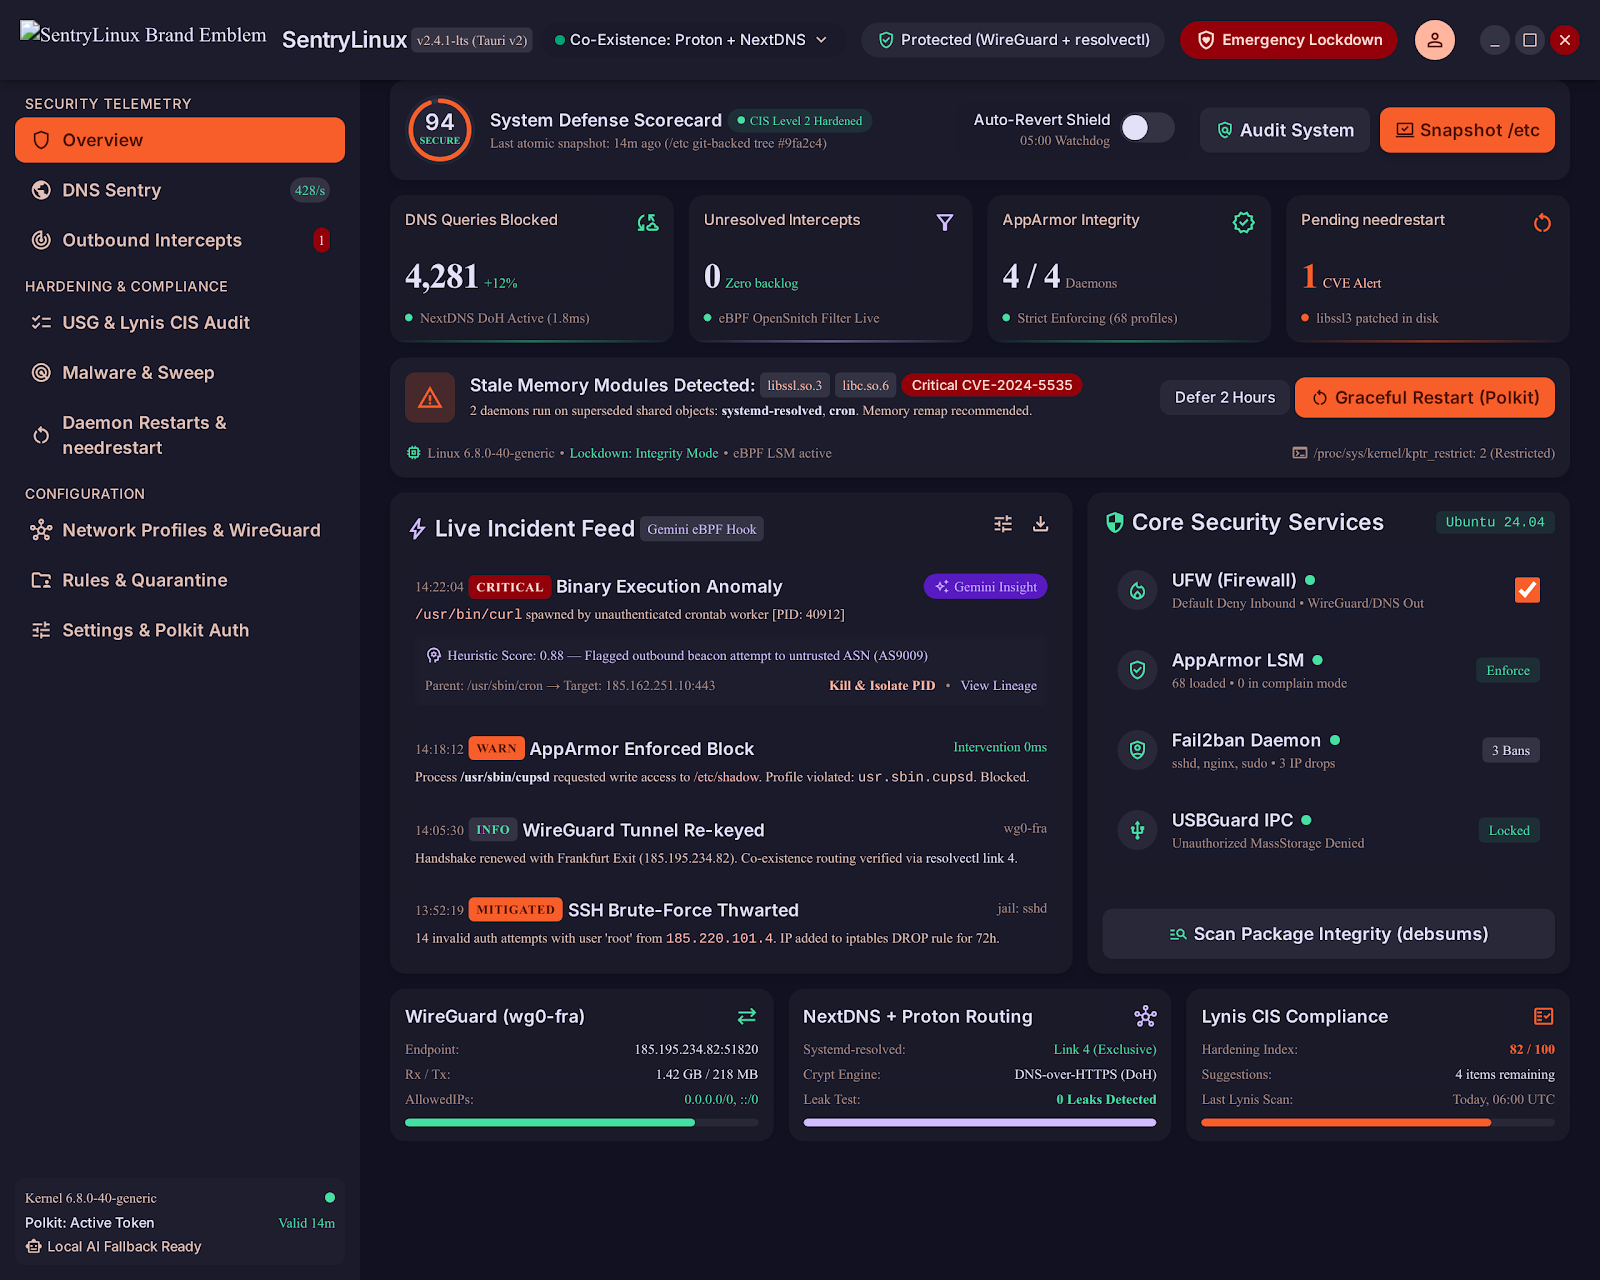 SentryLinux Brand Emblem
SentryLinux v2.4.1-lts (Tauri v2)
Co-Existence: Proton + NextDNS
Protected (WireGuard + resolvectl)
Emergency Lockdown
SECURITY TELEMETRY
Overview
DNS Sentry 428/s
Outbound Intercepts 1
HARDENING & COMPLIANCE
USG & Lynis CIS Audit
Malware & Sweep
Daemon Restarts &
needrestart
CONFIGURATION
Network Profiles & WireGuard
Rules & Quarantine
Settings & Polkit Auth
Kernel 6.8.0-40-generic
Polkit: Active Token Valid 14m
Local AI Fallback Ready
94
SECURE
System Defense Scorecard CIS Level 2 Hardened
Last atomic snapshot: 14m ago (/etc git-backed tree #9fa2c4)
Auto-Revert Shield
05:00 Watchdog
Audit System
Snapshot /etc
DNS Queries Blocked
4,281 +12%
NextDNS DoH Active (1.8ms)
Unresolved Intercepts
0 Zero backlog
eBPF OpenSnitch Filter Live
AppArmor Integrity
4 / 4 Daemons
Strict Enforcing (68 profiles)
Pending needrestart
1 CVE Alert
libssl3 patched in disk
Stale Memory Modules Detected: libssl.so.3 libc.so.6 Critical CVE-2024-5535
2 daemons run on superseded shared objects: systemd-resolved, cron. Memory remap recommended.
Defer 2 Hours
Graceful Restart (Polkit)
Linux 6.8.0-40-generic • Lockdown: Integrity Mode • eBPF LSM active
/proc/sys/kernel/kptr_restrict: 2 (Restricted)
Live Incident Feed Gemini eBPF Hook
14:22:04 CRITICAL Binary Execution Anomaly Gemini Insight
/usr/bin/curl spawned by unauthenticated crontab worker [PID: 40912]
Heuristic Score: 0.88 — Flagged outbound beacon attempt to untrusted ASN (AS9009)
Parent: /usr/sbin/cron → Target: 185.162.251.10:443 Kill & Isolate PID • View Lineage
14:18:12 WARN AppArmor Enforced Block Intervention 0ms
Process /usr/sbin/cupsd requested write access to /etc/shadow. Profile violated: usr.sbin.cupsd. Blocked.
14:05:30 INFO WireGuard Tunnel Re-keyed wg0-fra
Handshake renewed with Frankfurt Exit (185.195.234.82). Co-existence routing verified via resolvectl link 4.
13:52:19 MITIGATED SSH Brute-Force Thwarted jail: sshd
14 invalid auth attempts with user 'root' from 185.220.101.4. IP added to iptables DROP rule for 72h.
Core Security Services Ubuntu 24.04
UFW (Firewall)
Default Deny Inbound • WireGuard/DNS Out
AppArmor LSM
68 loaded • 0 in complain mode
Enforce
Fail2ban Daemon
sshd, nginx, sudo • 3 IP drops
3 Bans
USBGuard IPC
Unauthorized MassStorage Denied
Locked
Scan Package Integrity (debsums)
WireGuard (wg0-fra)
Endpoint: 185.195.234.82:51820
Rx / Tx: 1.42 GB / 218 MB
AllowedIPs: 0.0.0.0/0, ::/0
NextDNS + Proton Routing
Systemd-resolved: Link 4 (Exclusive)
Crypt Engine: DNS-over-HTTPS (DoH)
Leak Test: 0 Leaks Detected
Lynis CIS Compliance
Hardening Index: 82 / 100
Suggestions: 4 items remaining
Last Lynis Scan: Today, 06:00 UTC